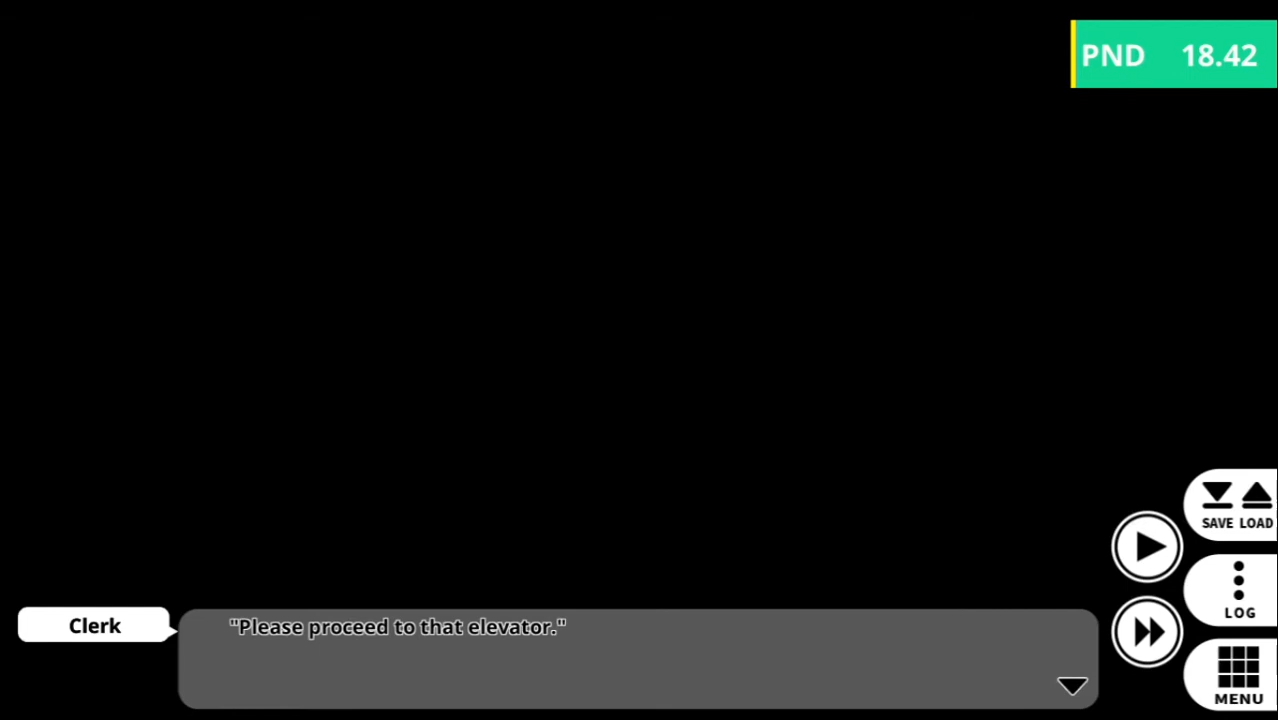 PND 18.42
SAVE LOAD
LOG
Clerk
"Please proceed to that elevator."
MENU